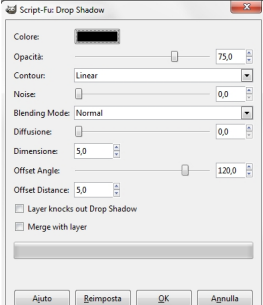 Script-Fu: Drop Shadow
Colore:
Opacità: 75,0
Contour: Linear
Noise: 0,0
Blending Mode: Normal
Diffusione: 0,0
Dimensione: 5,0
Offset Angle: 120,0
Offset Distance: 5,0
Layer knocks out Drop Shadow
Merge with layer
Aiuto Reimposta OK Annulla